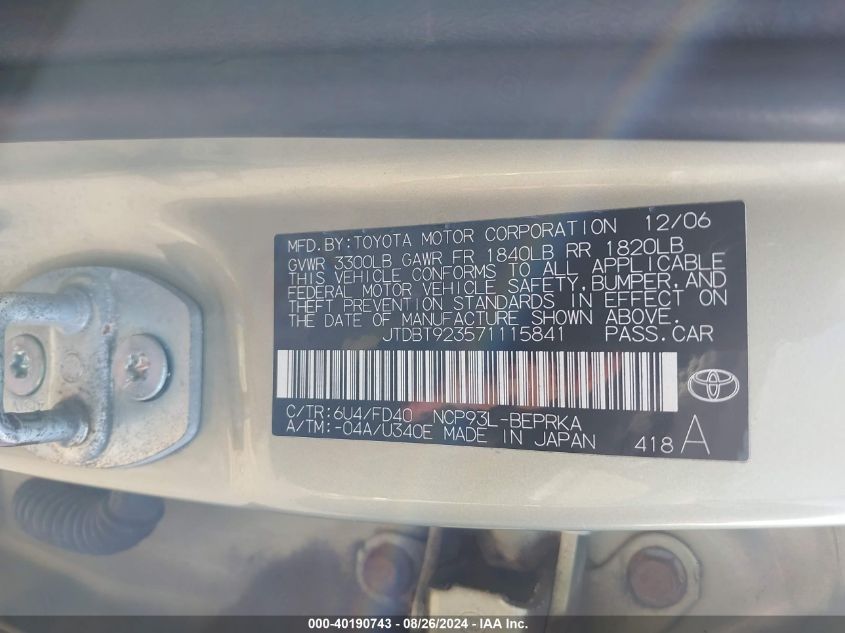 MFD. BY: TOYOTA MOTOR CORPORATION 12/06
GVWR 3300LB GAWR FR 1840LB RR 1820LB
THIS VEHICLE CONFORMS TO ALL APPLICABLE
FEDERAL MOTOR VEHICLE SAFETY, BUMPER, AND
THEFT PREVENTION STANDARDS IN EFFECT ON
THE DATE OF MANUFACTURE SHOWN ABOVE.
JTDBT923571115841 PASS. CAR
C/TR: 6U4/FD40 NCP93L-BEPRKA
A/TM: -04A/U340E MADE IN JAPAN 418 A
000-40190743 - 08/26/2024 - IAA Inc.